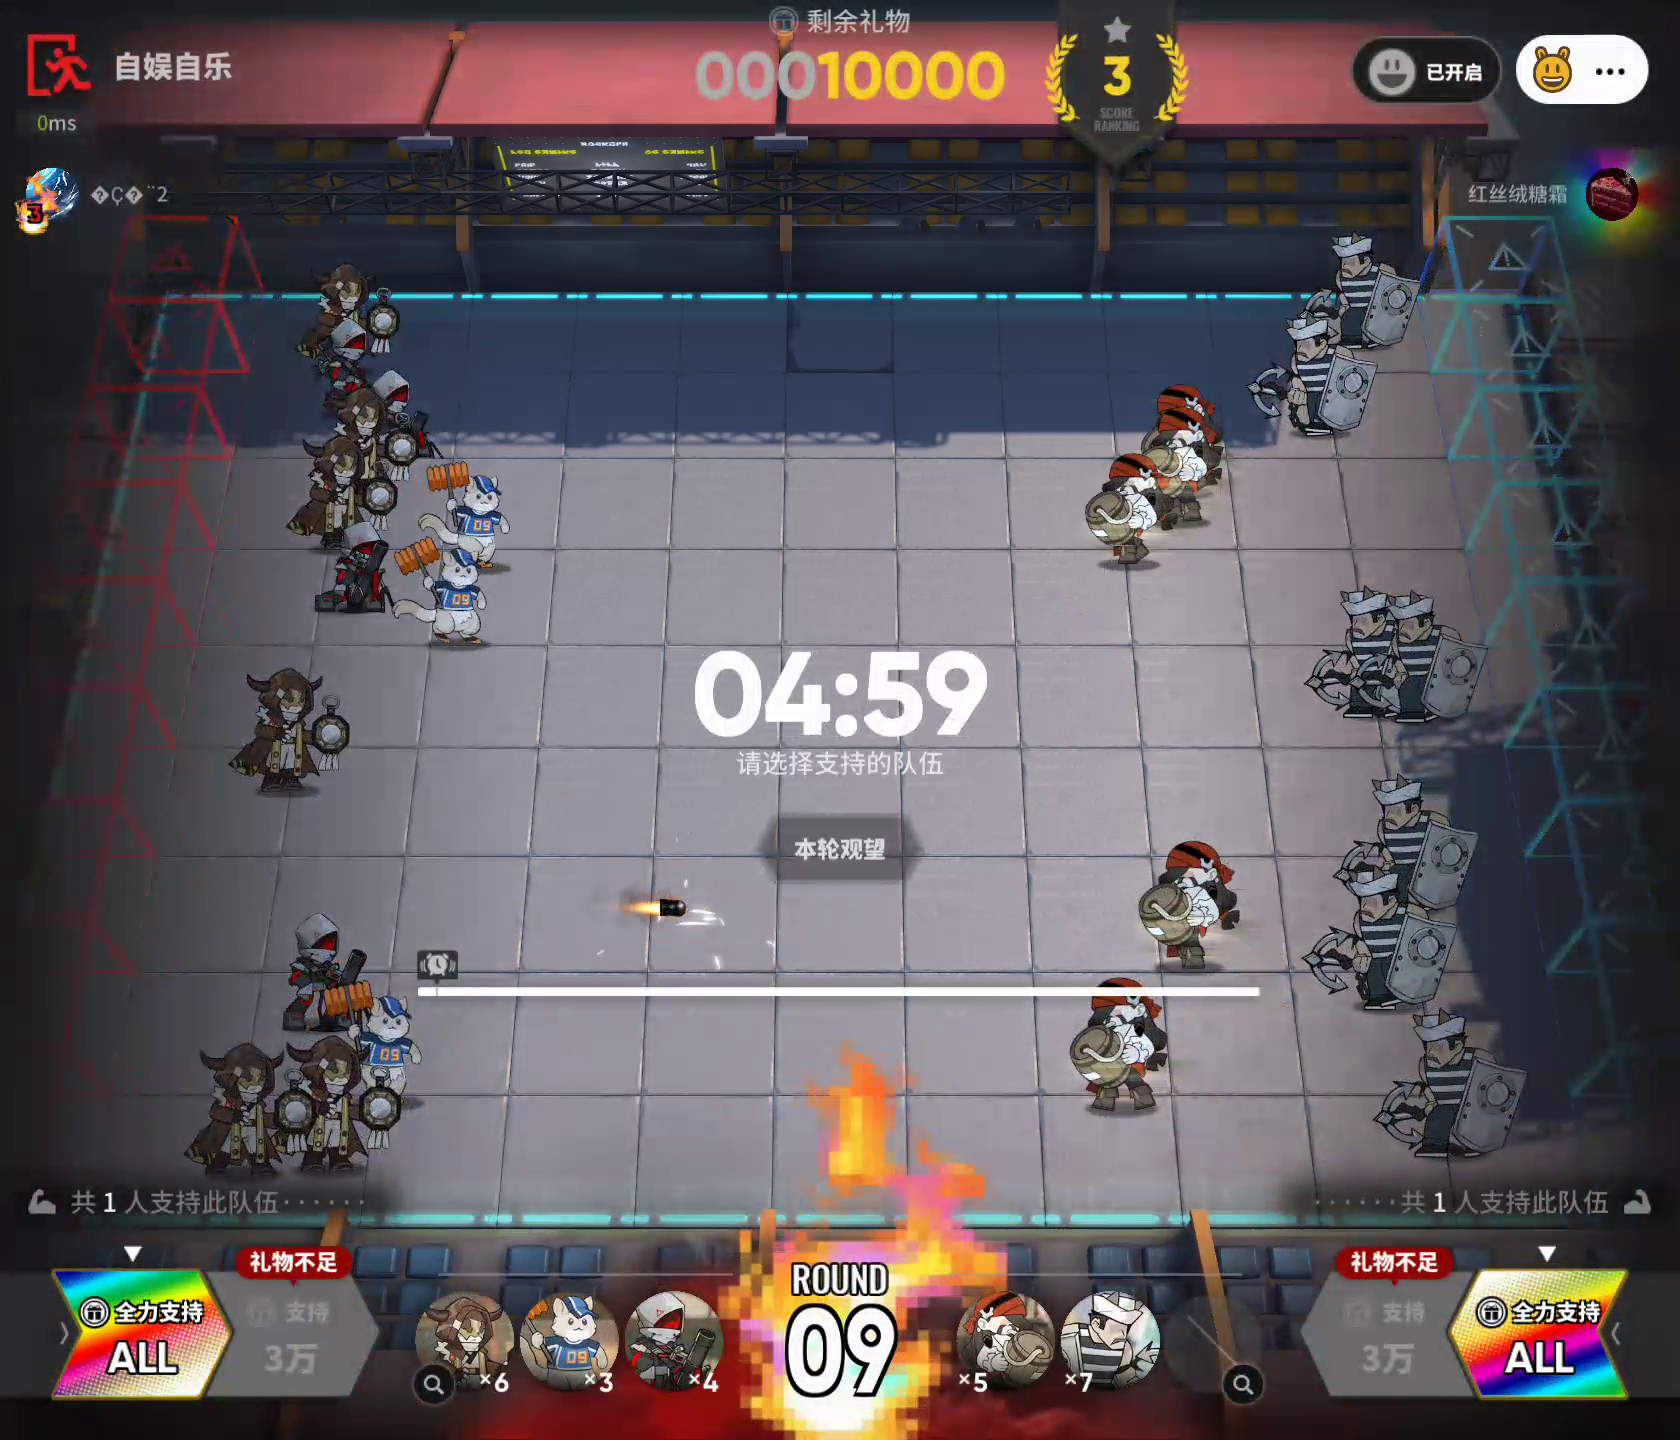 剩余礼物
自娱自乐
00010000
3
SCORE
RANKING
已开启
0ms
3
红丝绒糖霜
09
09
04:59
请选择支持的队伍
本轮观望
09
共 1 人支持此队伍······
······共 1 人支持此队伍
礼物不足
礼物不足
全力支持
ALL
支持
3万
×6
×3
×4
ROUND
09
×5
×7
支持
3万
全力支持
ALL